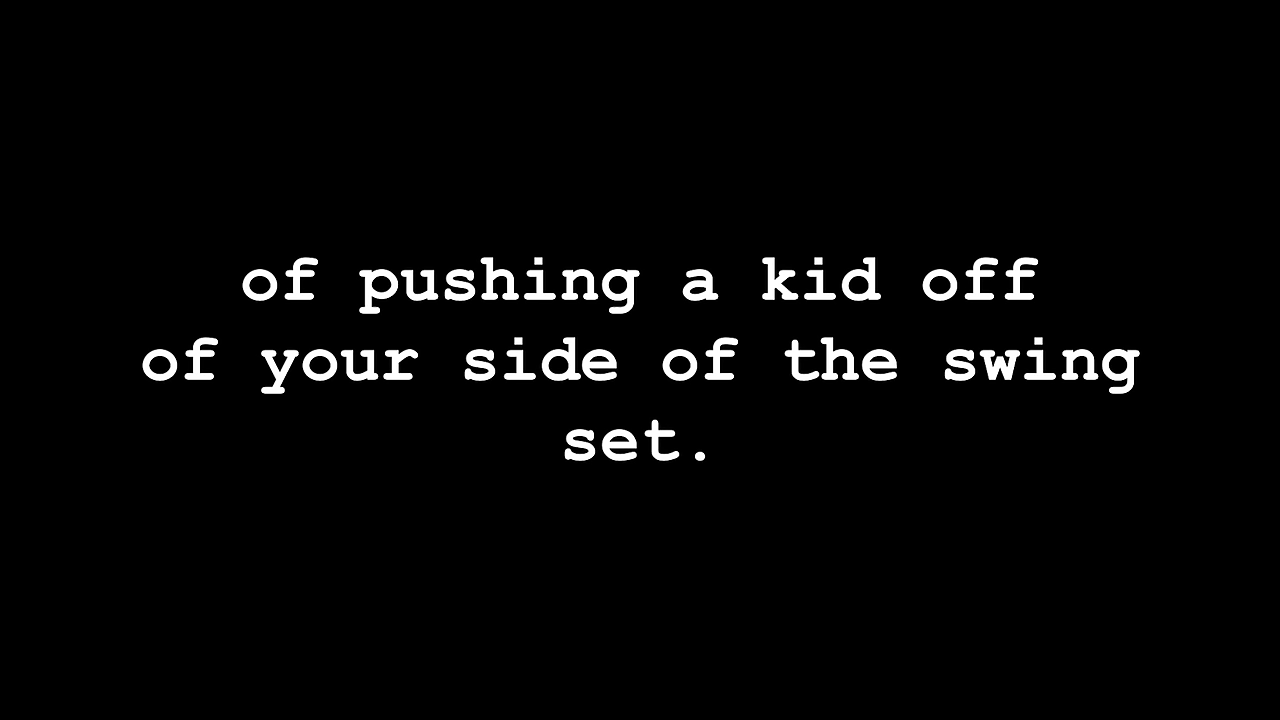 of pushing a kid off
of your side of the swing
set.